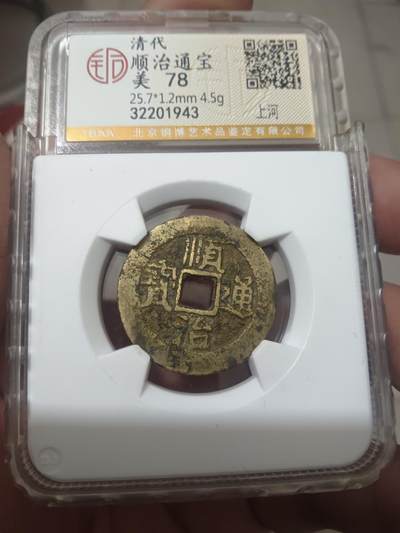 清代
顺治通宝
美 78
25.7*1.2mm 4.5g
32201943
上河
北京铜博艺术品鉴定有限公司
順治通寳